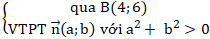 qua B(4;6)
VTPT n⃗(a;b) với a² + b² > 0